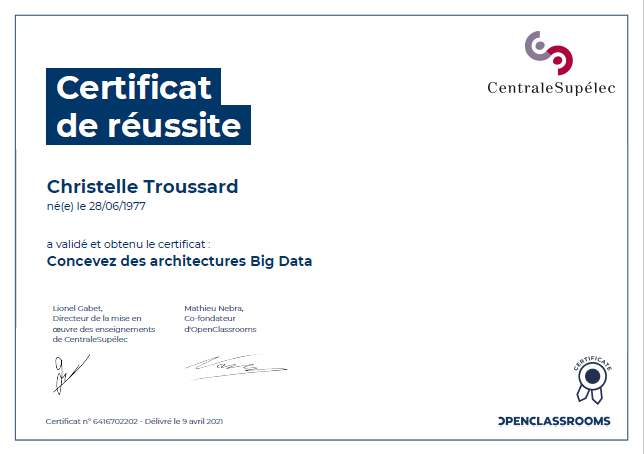 CentraleSupélec
Certificat
de réussite
Christelle Troussard
né(e) le 28/06/1977
a validé et obtenu le certificat :
Concevez des architectures Big Data
Lionel Gabet,
Directeur de la mise en
œuvre des enseignements
de CentraleSupélec
Mathieu Nebra,
Co-fondateur
d'OpenClassrooms
CERTIFICATE
Certificat n° 6416702202 - Délivré le 9 avril 2021
OPENCLASSROOMS